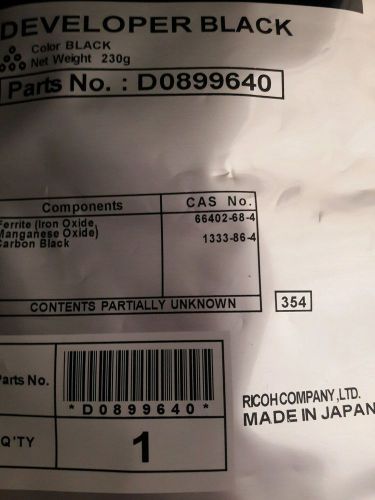 DEVELOPER BLACK
Color BLACK
Net Weight 230g
Parts No. : D0899640
Components CAS No.
Ferrite (Iron Oxide, 66402-68-4
Manganese Oxide)
Carbon Black 1333-86-4
CONTENTS PARTIALLY UNKNOWN 354
Parts No.
*D0899640*
Q'TY 1
RICOH COMPANY,LTD.
MADE IN JAPAN